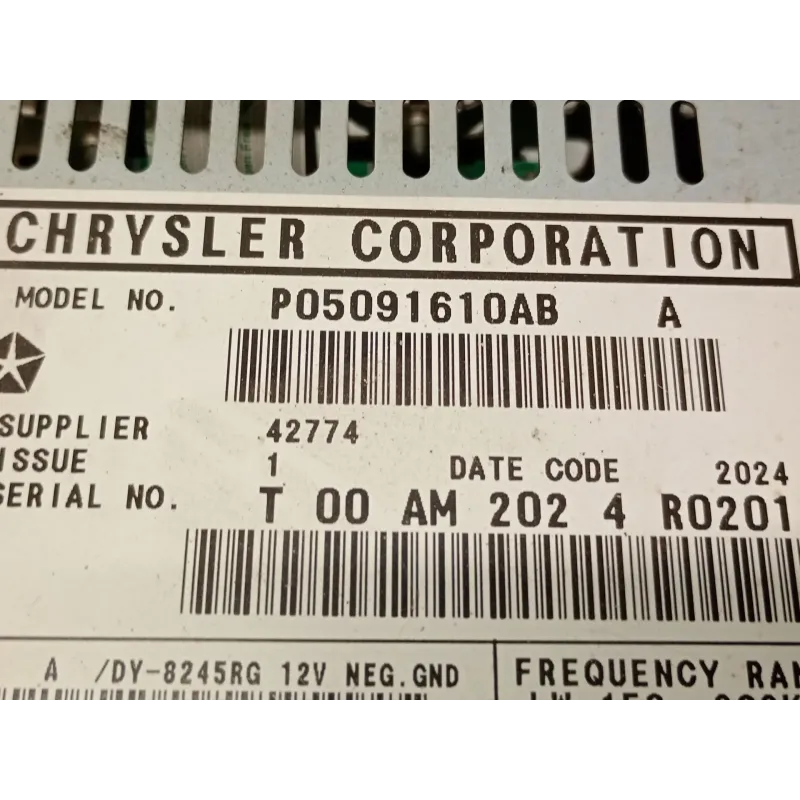 CHRYSLER CORPORATION
MODEL NO. P05091610AB A
SUPPLIER 42774
ISSUE 1 DATE CODE 2024
SERIAL NO. T 00 AM 202 4 R0201
A /DY-8245RG 12V NEG.GND
FREQUENCY RAN